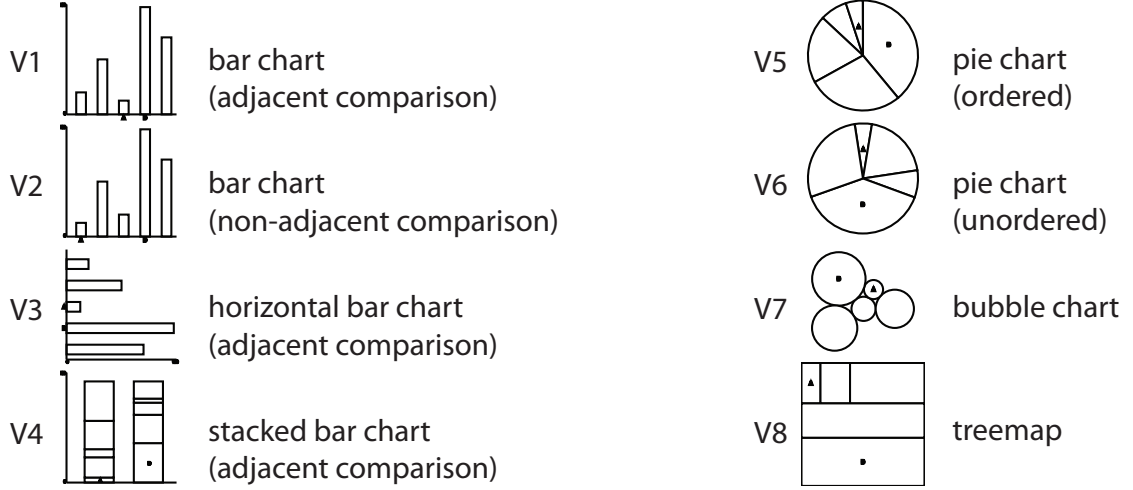 V1
bar chart
(adjacent comparison)
V2
bar chart
(non-adjacent comparison)
V3
horizontal bar chart
(adjacent comparison)
V4
stacked bar chart
(adjacent comparison)
V5
pie chart
(ordered)
V6
pie chart
(unordered)
V7
bubble chart
V8
treemap